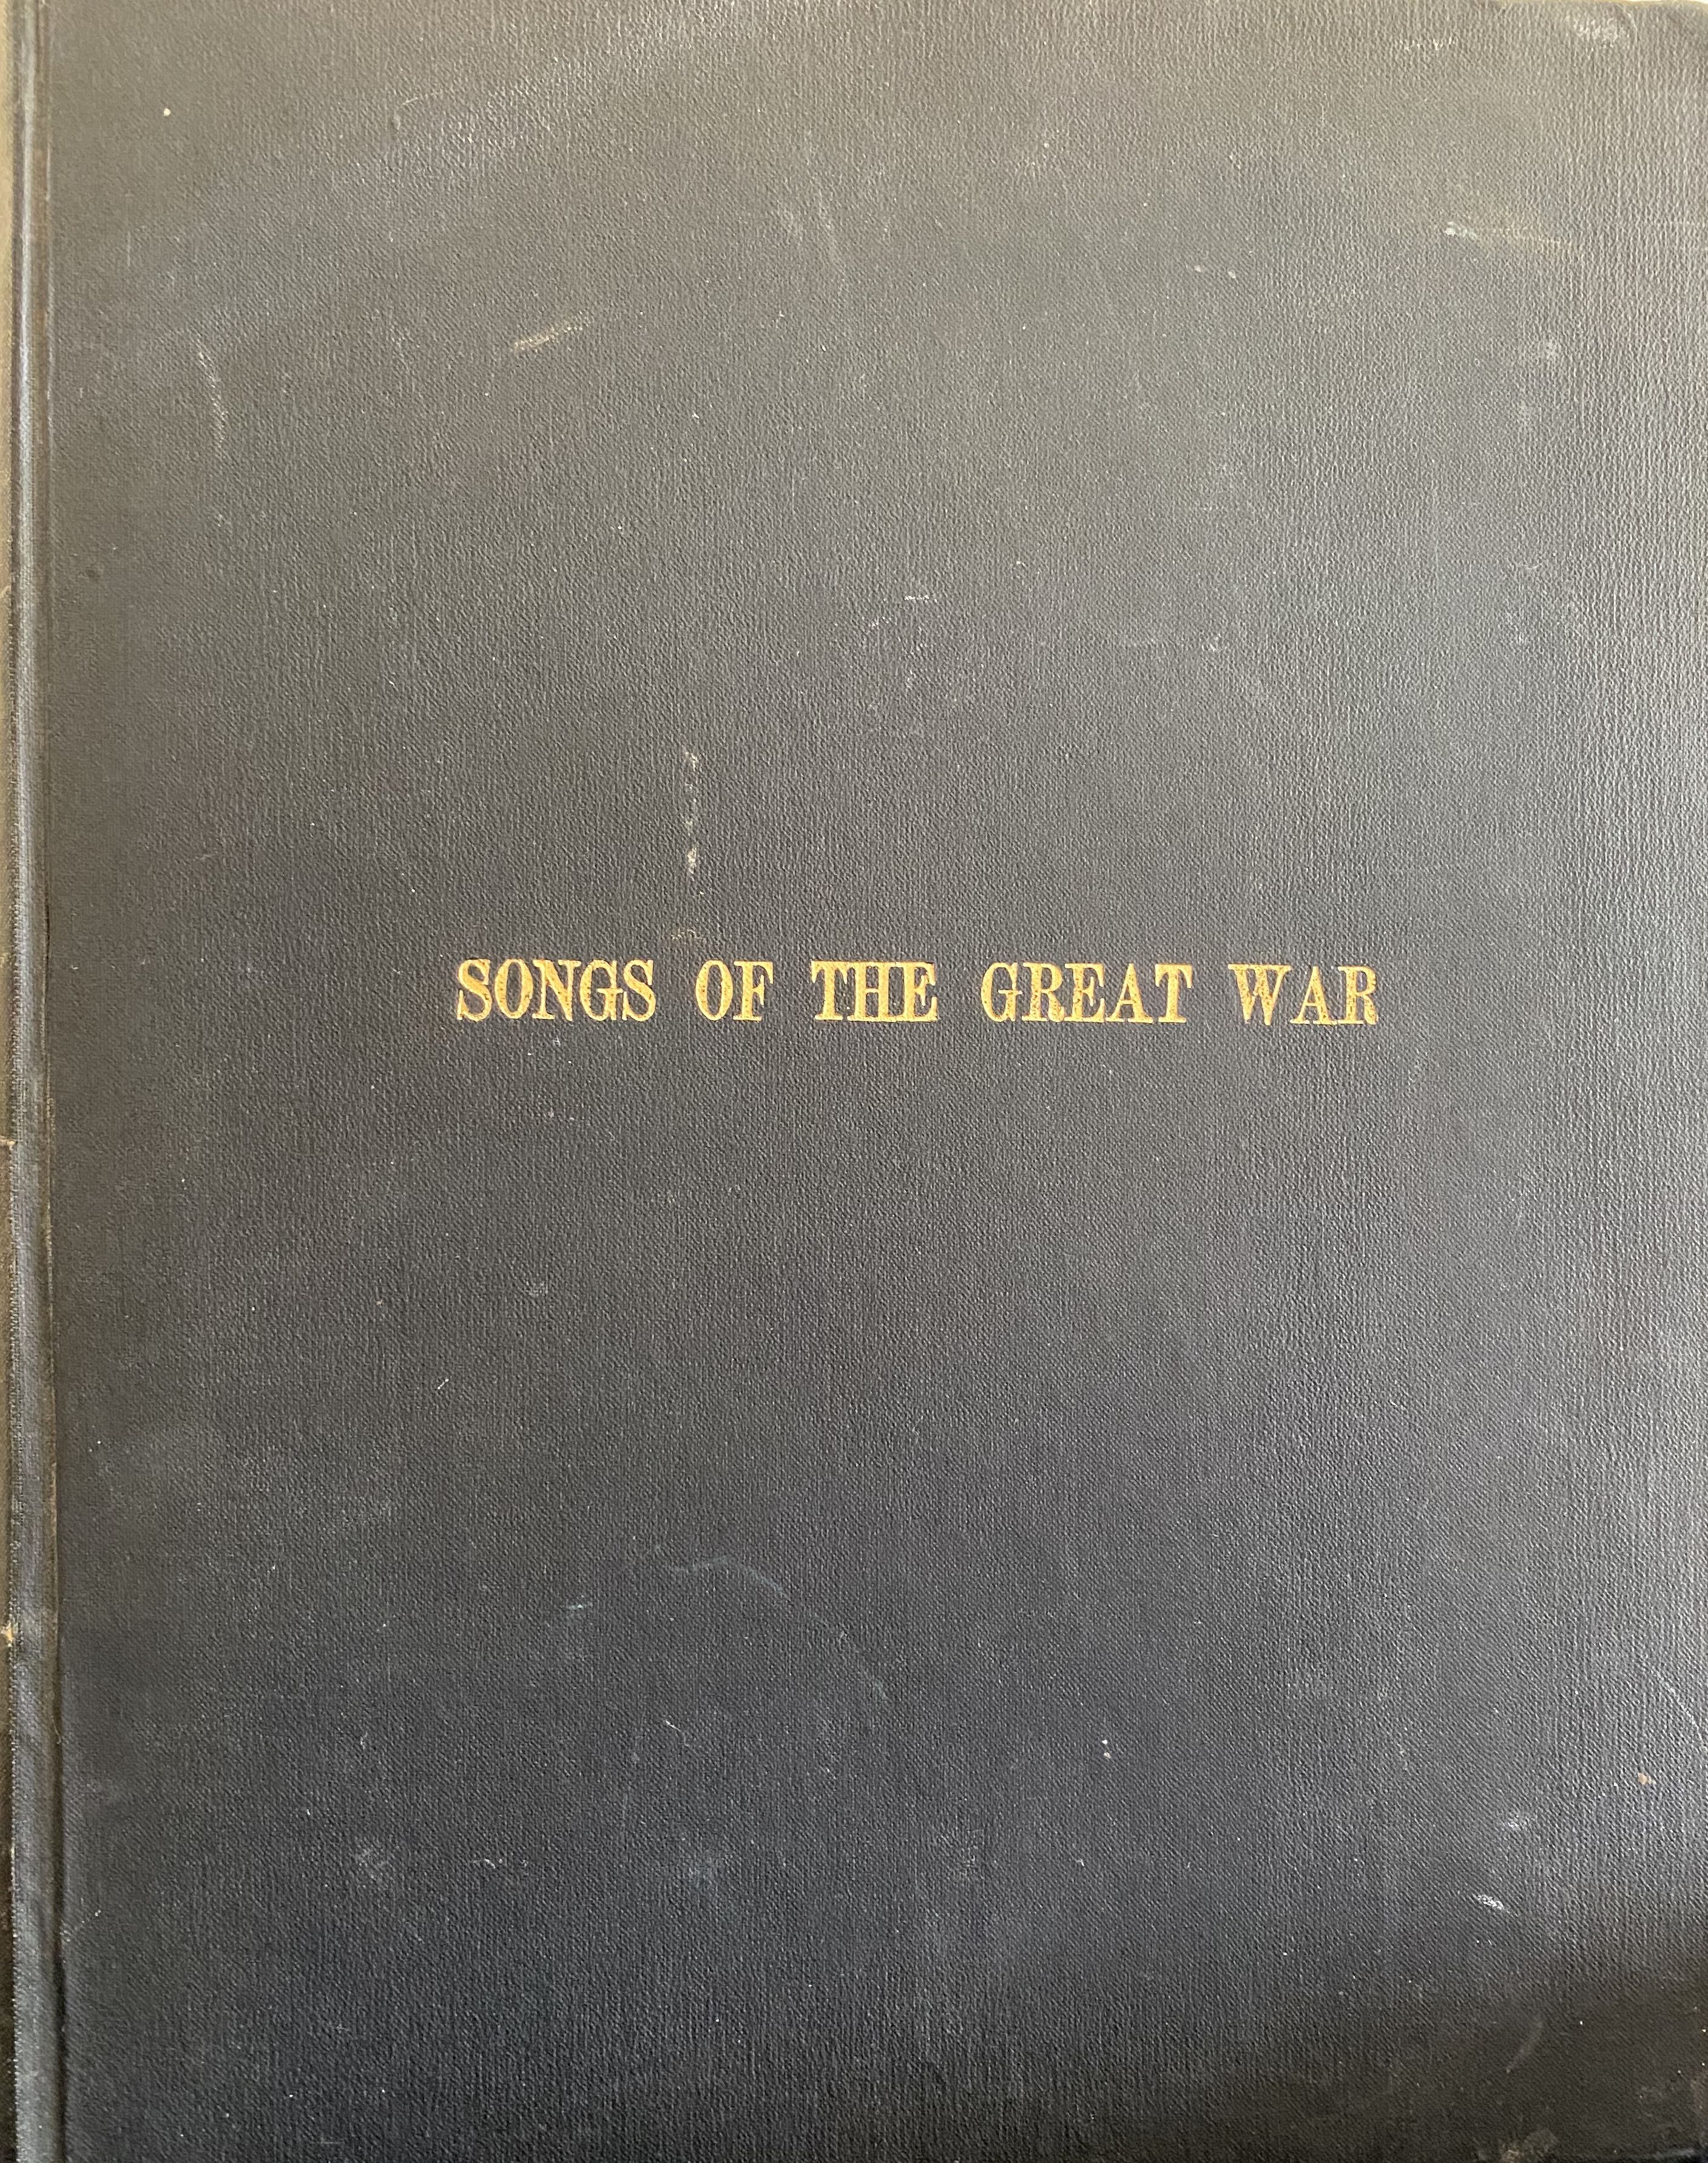 SONGS OF THE GREAT WAR